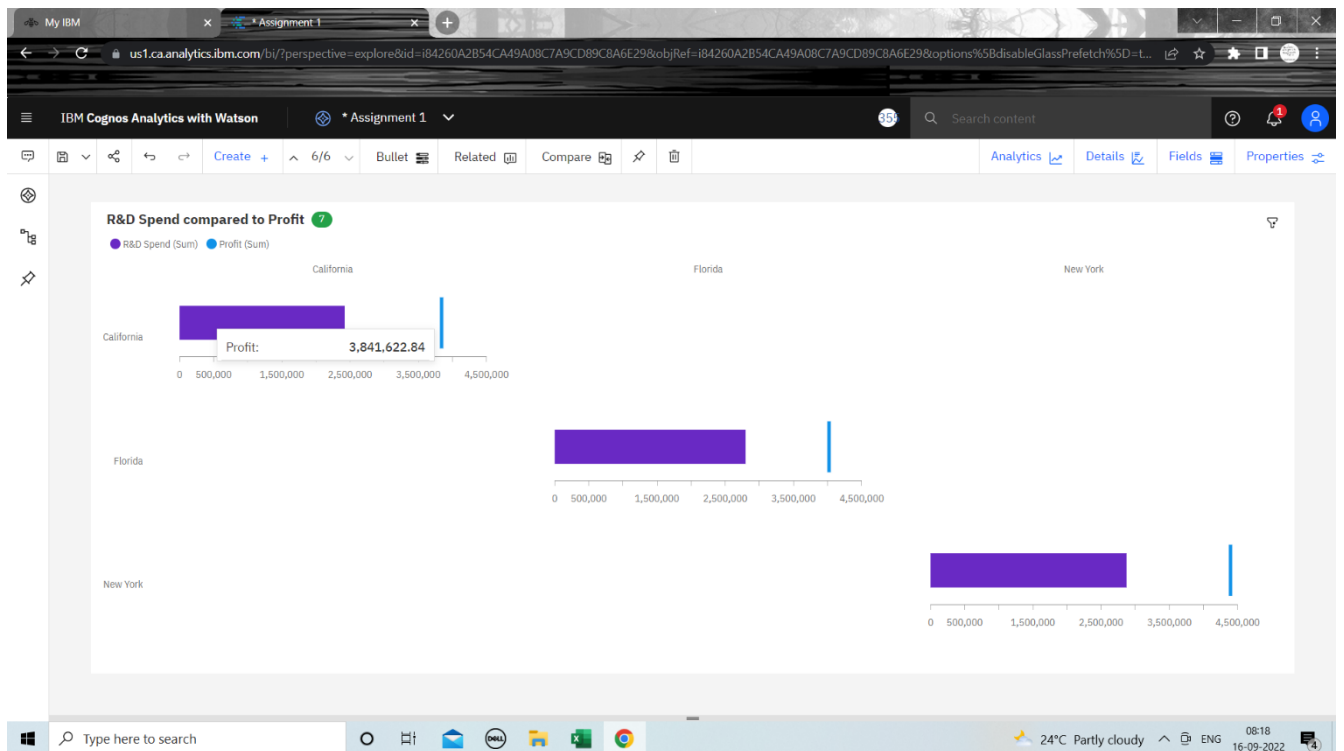 My IBM
* Assignment 1
us1.ca.analytics.ibm.com/bi/?perspective=explore&id=i84260A2B54CA49A08C7A9CD89C8A6E29&objRef=i84260A2B54CA49A08C7A9CD89C8A6E29&options%5BdisableGlassPrefetch%5D=t...
IBM Cognos Analytics with Watson
* Assignment 1
Search content
1
Create + 6/6 Bullet Related Compare
Analytics Details Fields Properties
R&D Spend compared to Profit 7
R&D Spend (Sum) Profit (Sum)
California Florida New York
California
Profit: 3,841,622.84
0 500,000 1,500,000 2,500,000 3,500,000 4,500,000
Florida
0 500,000 1,500,000 2,500,000 3,500,000 4,500,000
New York
0 500,000 1,500,000 2,500,000 3,500,000 4,500,000
Type here to search
DELL
24°C Partly cloudy
ENG
08:18
16-09-2022
4